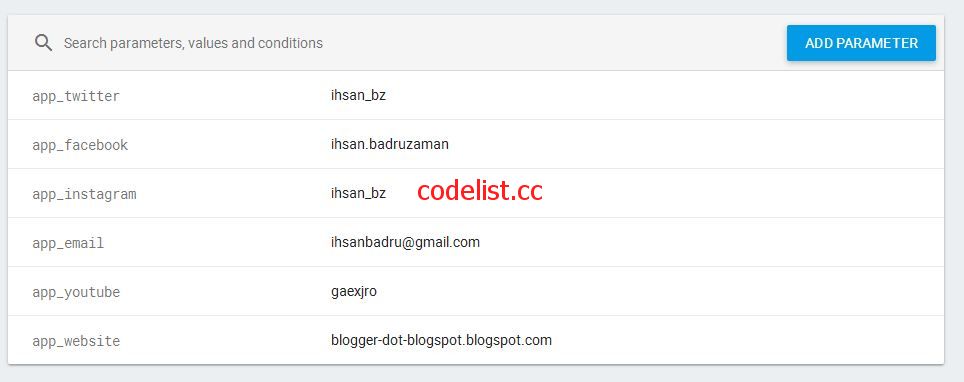 Search parameters, values and conditions ADD PARAMETER
app_twitter ihsan_bz
app_facebook ihsan.badruzaman
app_instagram ihsan_bz codelist.cc
app_email ihsanbadru@gmail.com
app_youtube gaexjro
app_website blogger-dot-blogspot.blogspot.com